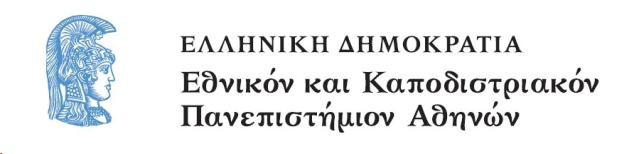 ΕΛΛΗΝΙΚΗ ΔΗΜΟΚΡΑΤΙΑ
Εθνικόν και Καποδιστριακόν
Πανεπιστήμιον Αθηνών